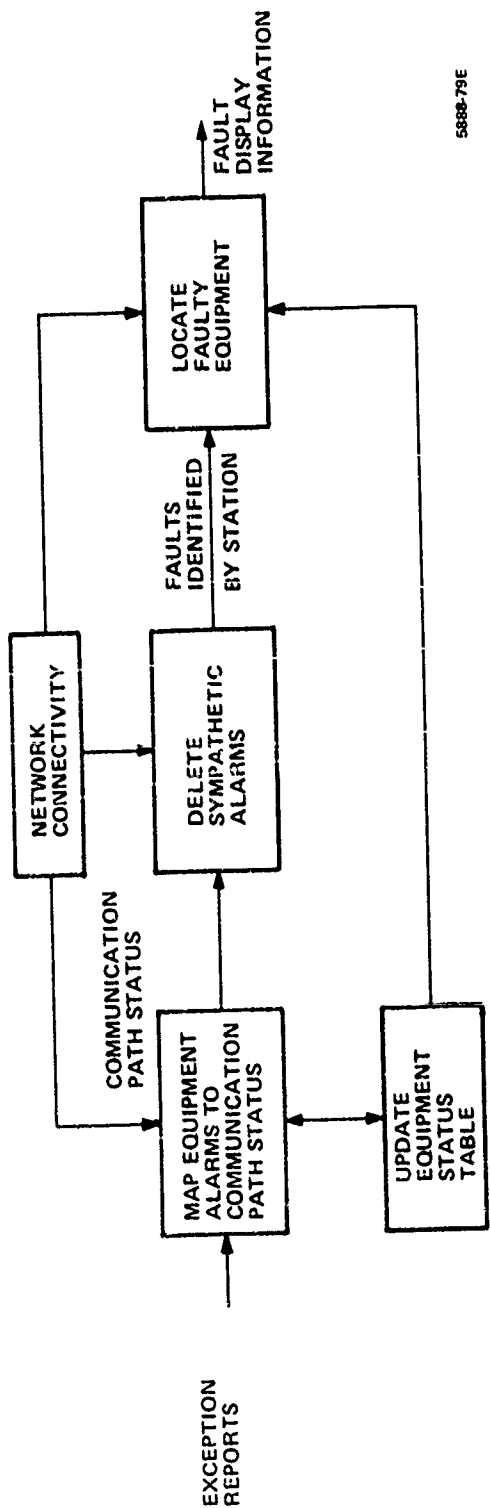 EXCEPTION
REPORTS
MAP EQUIPMENT
ALARMS TO
COMMUNICATION
PATH STATUS
UPDATE
EQUIPMENT
STATUS
TABLE
COMMUNICATION
PATH STATUS
NETWORK
CONNECTIVITY
DELETE
SYMPATHETIC
ALARMS
FAULTS
IDENTIFIED
BY STATION
LOCATE
FAULTY
EQUIPMENT
FAULT
DISPLAY
INFORMATION
5888-79E